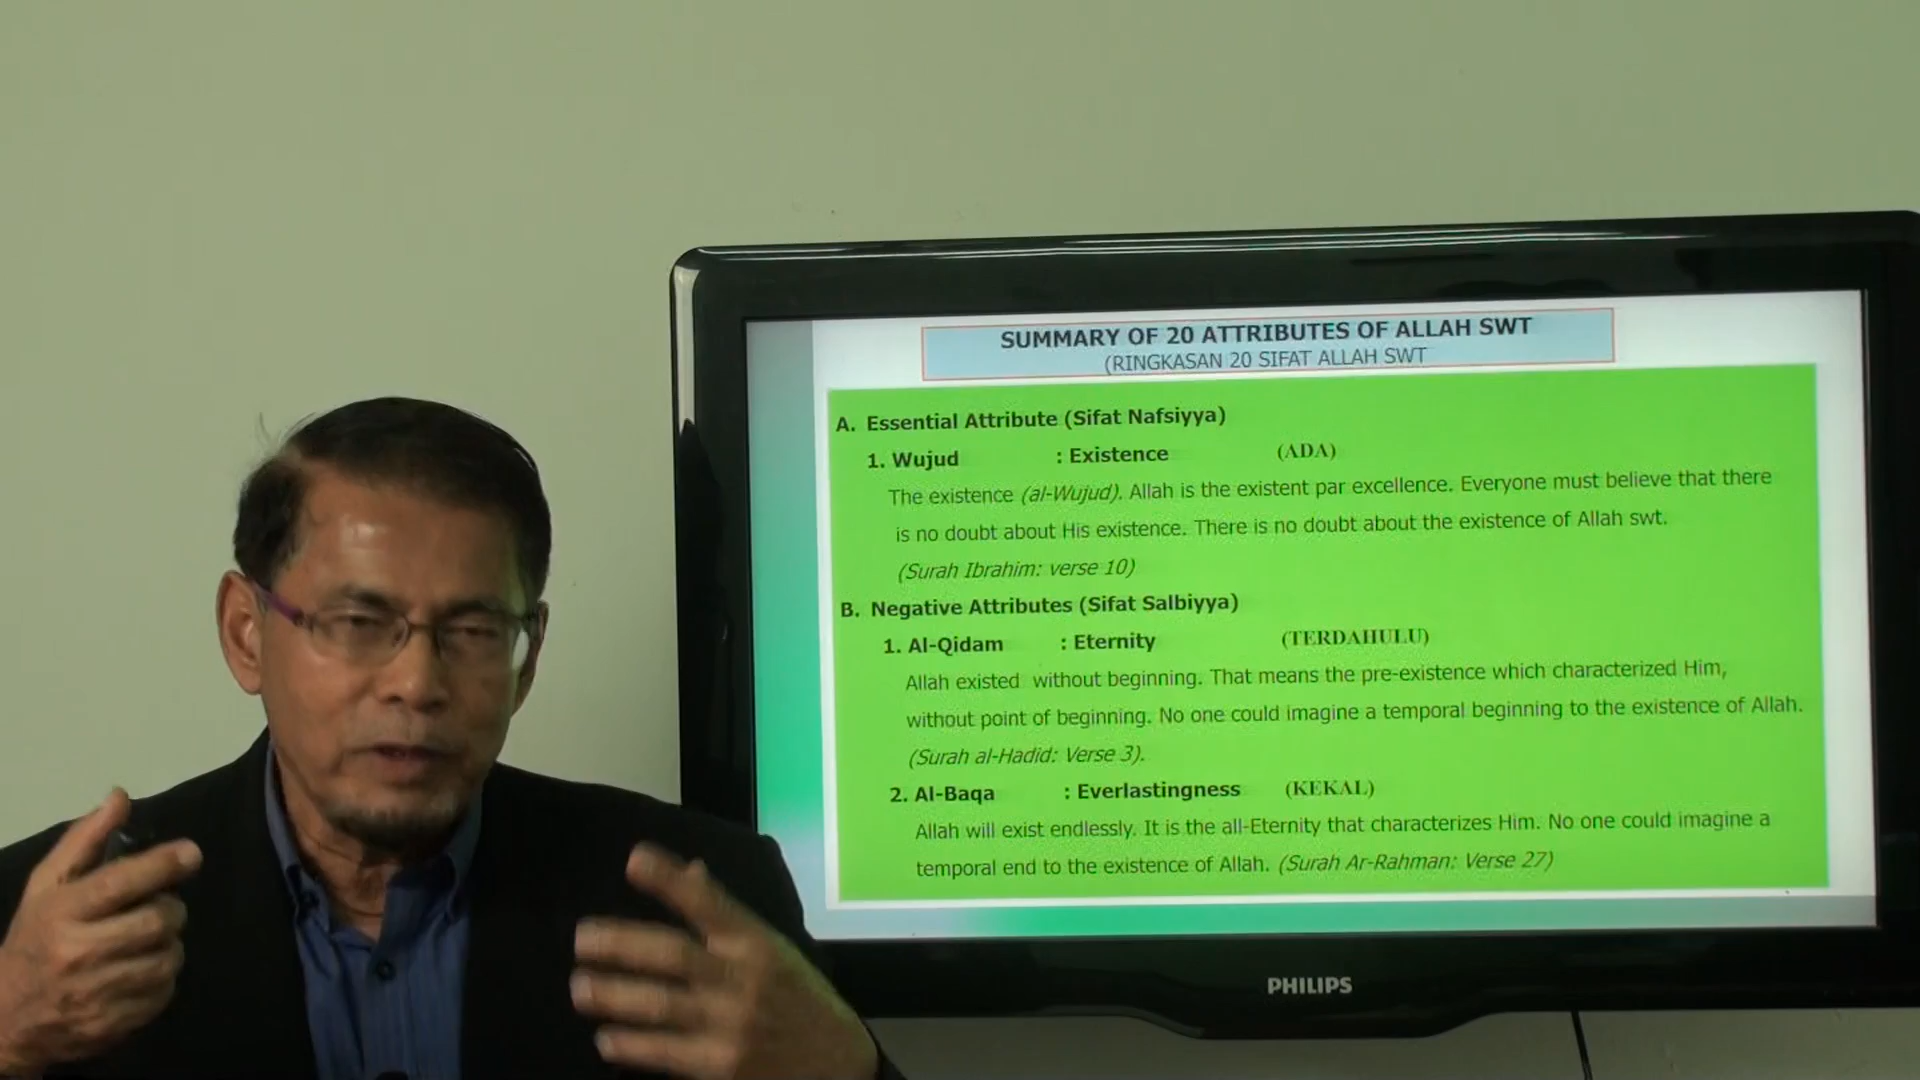 SUMMARY OF 20 ATTRIBUTES OF ALLAH SWT
(RINGKASAN 20 SIFAT ALLAH SWT
A. Essential Attribute (Sifat Nafsiyya)
1. Wujud : Existence (ADA)
The existence (al-Wujud). Allah is the existent par excellence. Everyone must believe that there
is no doubt about His existence. There is no doubt about the existence of Allah swt.
(Surah Ibrahim: verse 10)
B. Negative Attributes (Sifat Salbiyya)
1. Al-Qidam : Eternity (TERDAHULU)
Allah existed without beginning. That means the pre-existence which characterized Him,
without point of beginning. No one could imagine a temporal beginning to the existence of Allah.
(Surah al-Hadid: Verse 3).
2. Al-Baqa : Everlastingness (KEKAL)
Allah will exist endlessly. It is the all-Eternity that characterizes Him. No one could imagine a
temporal end to the existence of Allah. (Surah Ar-Rahman: Verse 27)
PHILIPS